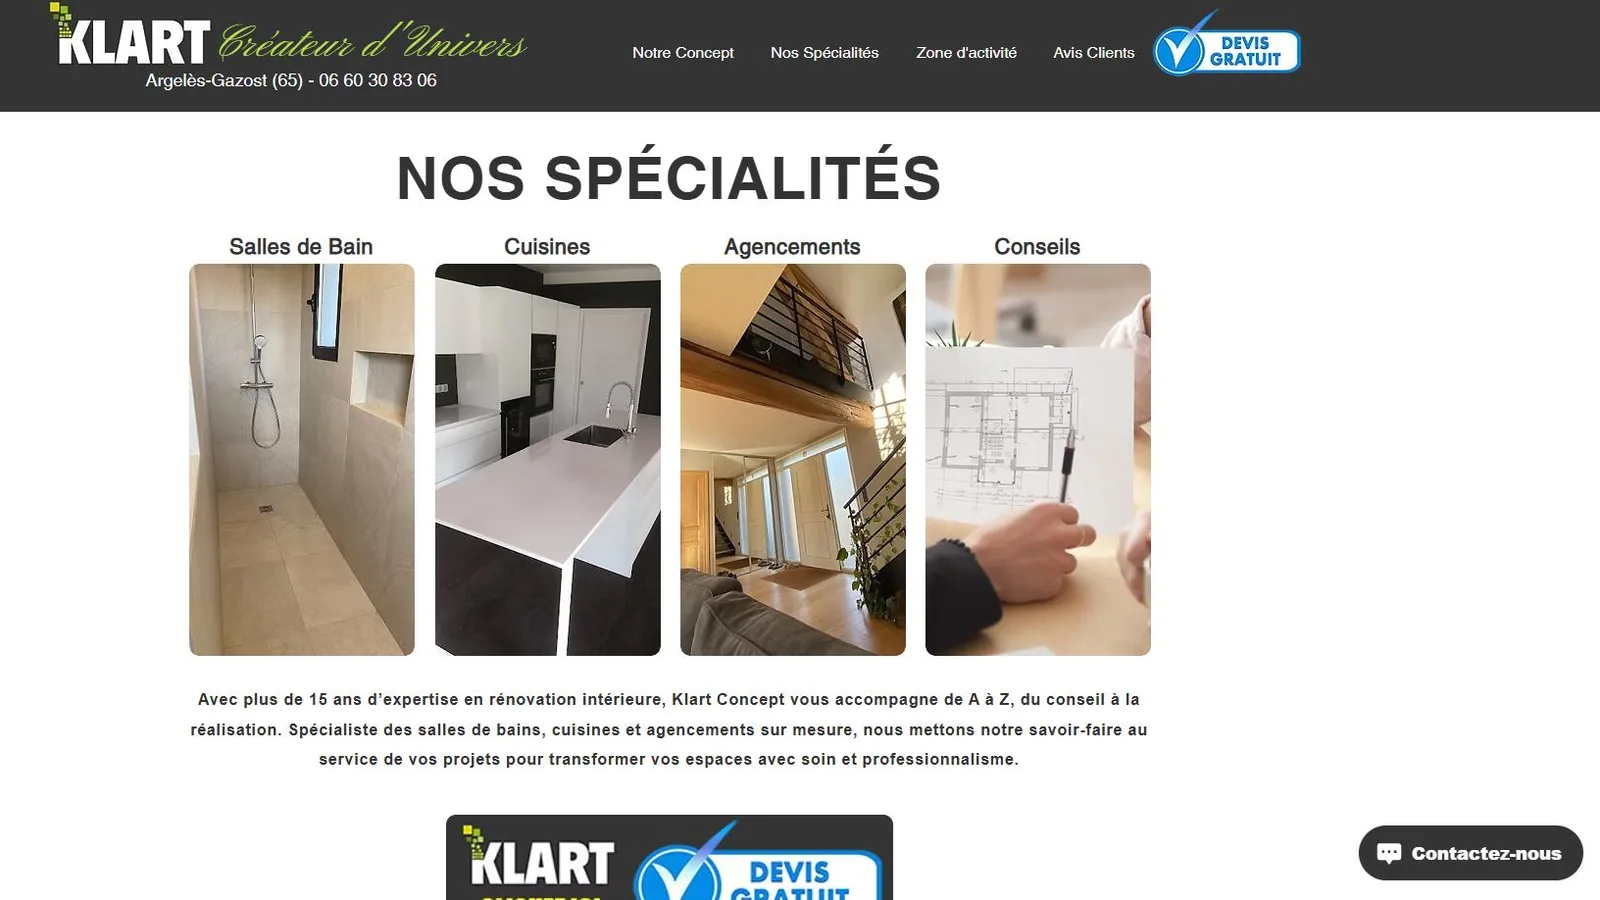 KLART Créateur d'Univers
Argelès-Gazost (65) - 06 60 30 83 06
Notre Concept
Nos Spécialités
Zone d'activité
Avis Clients
DEVIS
GRATUIT
NOS SPÉCIALITÉS
Salles de Bain
Cuisines
Agencements
Conseils
Avec plus de 15 ans d’expertise en rénovation intérieure, Klart Concept vous accompagne de A à Z, du conseil à la
réalisation. Spécialiste des salles de bains, cuisines et agencements sur mesure, nous mettons notre savoir-faire au
service de vos projets pour transformer vos espaces avec soin et professionnalisme.
KLART
DEVIS
GRATUIT
Contactez-nous